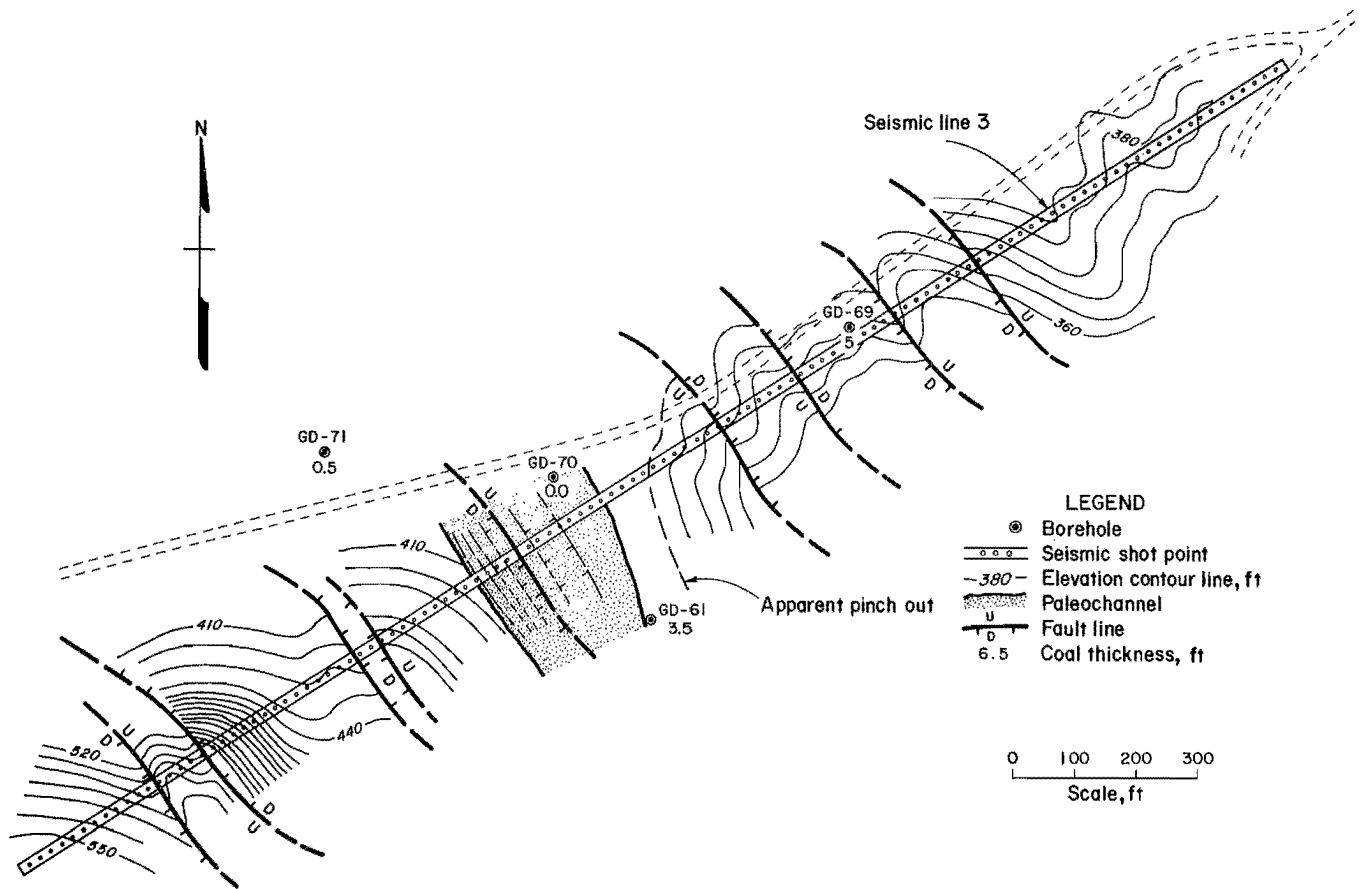 N
Seismic line 3
380
360
U
D
GD-69
5
U
D
D
U
D
U
GD-71
0.5
GD-70
0.0
U
D
GD-61
3.5
Apparent pinch out
410
410
U
D
440
U
D
520
D
U
550
LEGEND
Borehole
Seismic shot point
-380- Elevation contour line, ft
Paleochannel
U
D
Fault line
6.5 Coal thickness, ft
0 100 200 300
Scale, ft